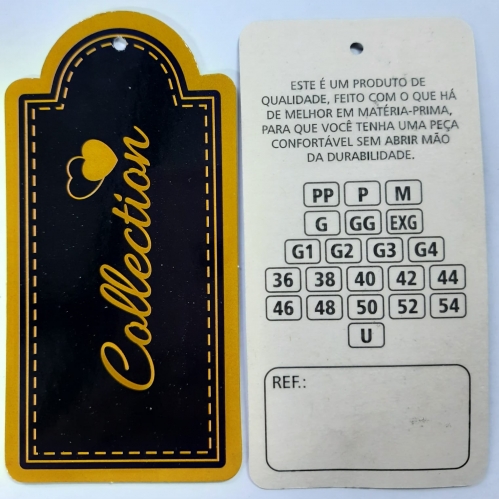 Collection
ESTE É UM PRODUTO DE
QUALIDADE, FEITO COM O QUE HÁ
DE MELHOR EM MATÉRIA-PRIMA,
PARA QUE VOCÊ TENHA UMA PEÇA
CONFORTÁVEL SEM ABRIR MÃO
DA DURABILIDADE.
PP P M
G GG EXG
G1 G2 G3 G4
36 38 40 42 44
46 48 50 52 54
U
REF.: